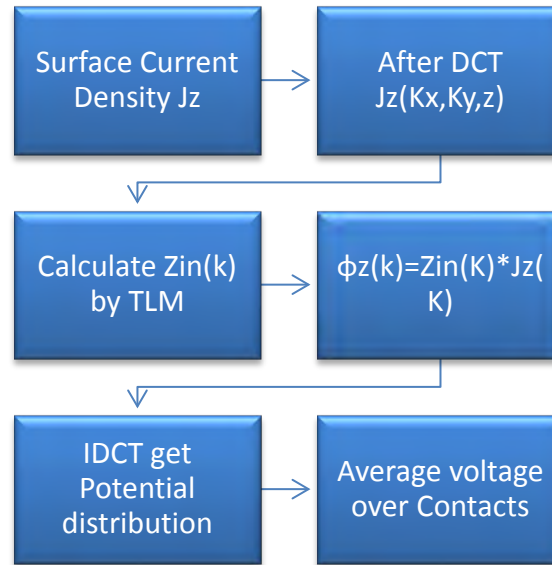 Surface Current
Density Jz
After DCT
Jz(Kx,Ky,z)
Calculate Zin(k)
by TLM
ϕz(k)=Zin(K)*Jz(
K)
IDCT get
Potential
distribution
Average voltage
over Contacts